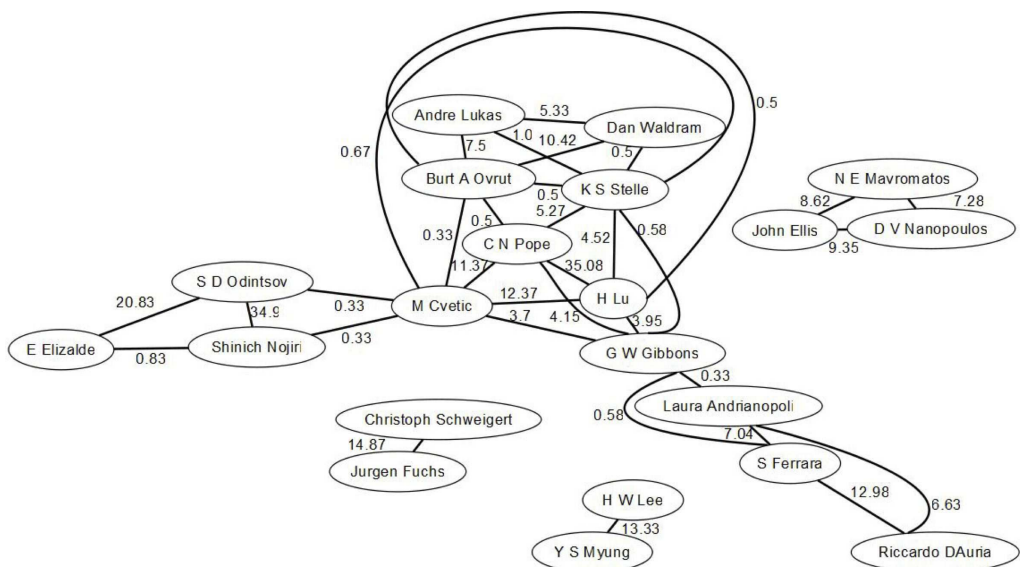 0.5
Andre Lukas
5.33
Dan Waldram
1.0
10.42
0.67
7.5
0.5
Burt A Ovrut
K S Stelle
N E Mavromatos
0.5
8.62
7.28
5.27
0.5
0.58
John Ellis
D V Nanopoulos
0.33
C N Pope
4.52
9.35
11.37
35.08
S D Odintsov
20.83
0.33
M Cvetic
12.37
H Lu
34.9
3.7
4.15
3.95
E Elizalde
0.83
Shinich Nojiri
0.33
G W Gibbons
0.33
Laura Andrianopoli
Christoph Schweigert
0.58
7.04
14.87
Jurgen Fuchs
S Ferrara
12.98
6.63
H W Lee
13.33
Y S Myung
Riccardo DAuria